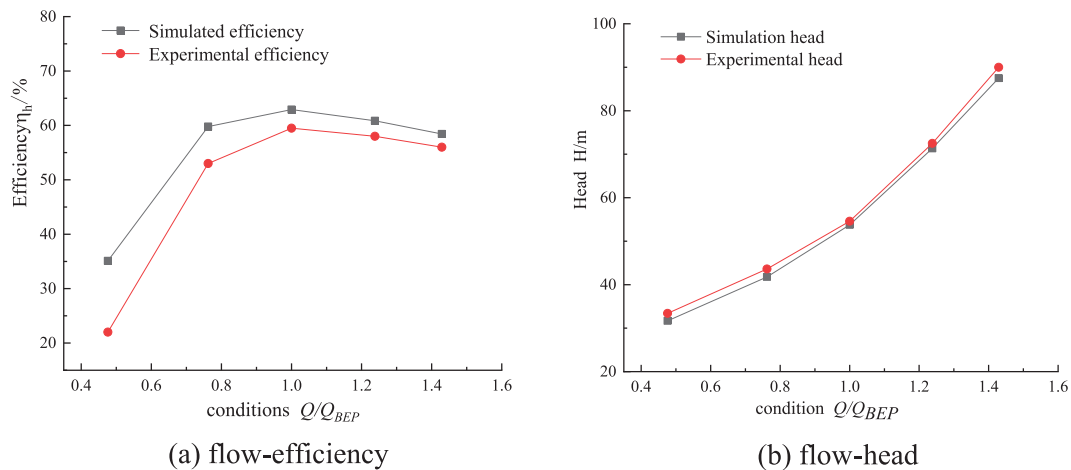 80
70
60
50
40
30
20
Efficiencyηh/%
Simulated efficiency
Experimental efficiency
0.4 0.6 0.8 1.0 1.2 1.4 1.6
conditions Q/QBEP
(a) flow-efficiency
100
80
60
40
20
Head H/m
Simulation head
Experimental head
0.4 0.6 0.8 1.0 1.2 1.4 1.6
condition Q/QBEP
(b) flow-head